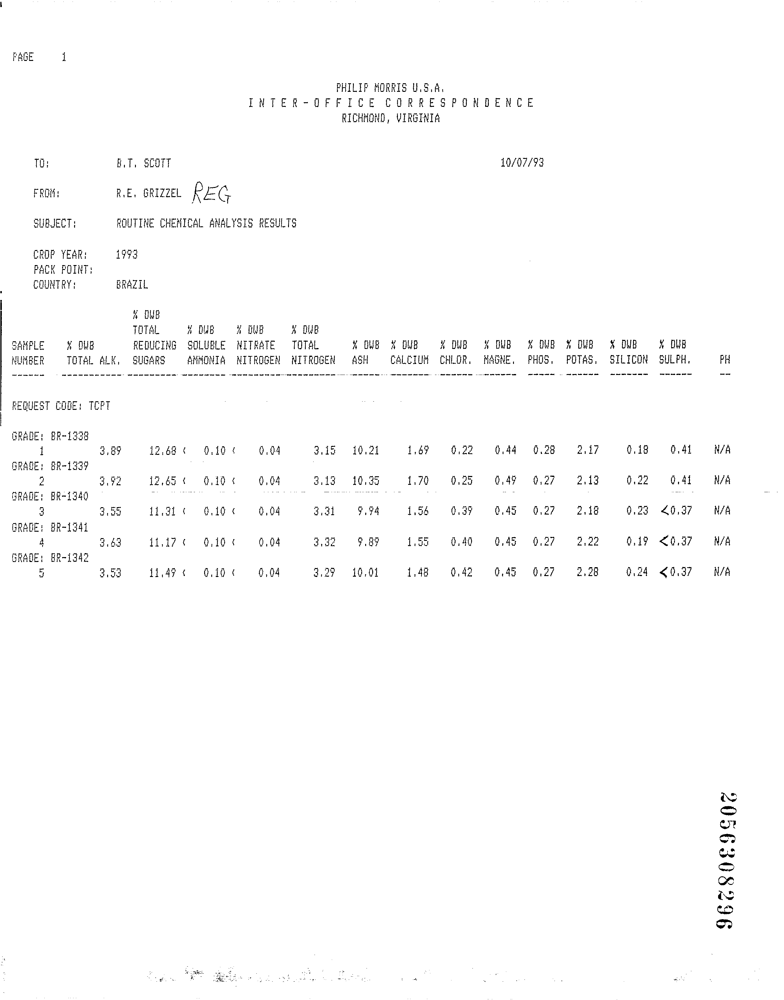 PAGE 1
PHILIP MORRIS U.S.A.
INTER-OFFICE CORRESPONDENCE
RICHMOND, VIRGINIA
TO: B.T. SCOTT 10/07/93
FROM: R.E. GRIZZEL REG
SUBJECT: ROUTINE CHEMICAL ANALYSIS RESULTS
CROP YEAR: 1993
PACK POINT:
COUNTRY: BRAZIL
% DWB
TOTAL % DWB % DWB % DWB
SAMPLE % DWB REDUCING SOLUBLE NITRATE TOTAL % DWB % DWB % DWB % DWB % DWB % DWB % DWB % DWB
NUMBER TOTAL ALK. SUGARS AMMONIA NITROGEN NITROGEN ASH CALCIUM CHLOR. MAGNE. PHOS. POTAS. SILICON SULPH. PH
REQUEST CODE: TCPT
GRADE: BR-1338
1 3.89 12.68 < 0.10 < 0.04 3.15 10.21 1.69 0.22 0.44 0.28 2.17 0.18 0.41 N/A
GRADE: BR-1339
2 3.92 12.65 < 0.10 < 0.04 3.13 10.35 1.70 0.25 0.49 0.27 2.13 0.22 0.41 N/A
GRADE: BR-1340
3 3.55 11.31 < 0.10 < 0.04 3.31 9.94 1.56 0.39 0.45 0.27 2.18 0.23 <0.37 N/A
GRADE: BR-1341
4 3.63 11.17 < 0.10 < 0.04 3.32 9.89 1.55 0.40 0.45 0.27 2.22 0.19 <0.37 N/A
GRADE: BR-1342
5 3.53 11.49 < 0.10 < 0.04 3.29 10.01 1.48 0.42 0.45 0.27 2.28 0.24 <0.37 N/A
2056308296